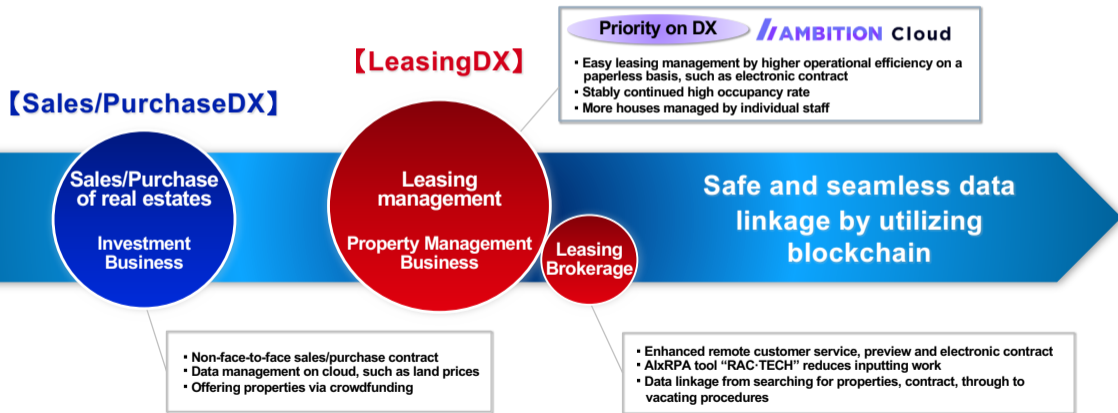 Priority on DX
AMBITION Cloud
▪ Easy leasing management by higher operational efficiency on a
paperless basis, such as electronic contract
▪ Stably continued high occupancy rate
▪ More houses managed by individual staff
【LeasingDX】
【Sales/PurchaseDX】
Sales/Purchase
of real estates
Investment
Business
Leasing
management
Property Management
Business
Leasing
Brokerage
Safe and seamless data
linkage by utilizing
blockchain
▪ Non-face-to-face sales/purchase contract
▪ Data management on cloud, such as land prices
▪ Offering properties via crowdfunding
▪ Enhanced remote customer service, preview and electronic contract
▪ AIxRPA tool “RAC·TECH” reduces inputting work
▪ Data linkage from searching for properties, contract, through to
vacating procedures